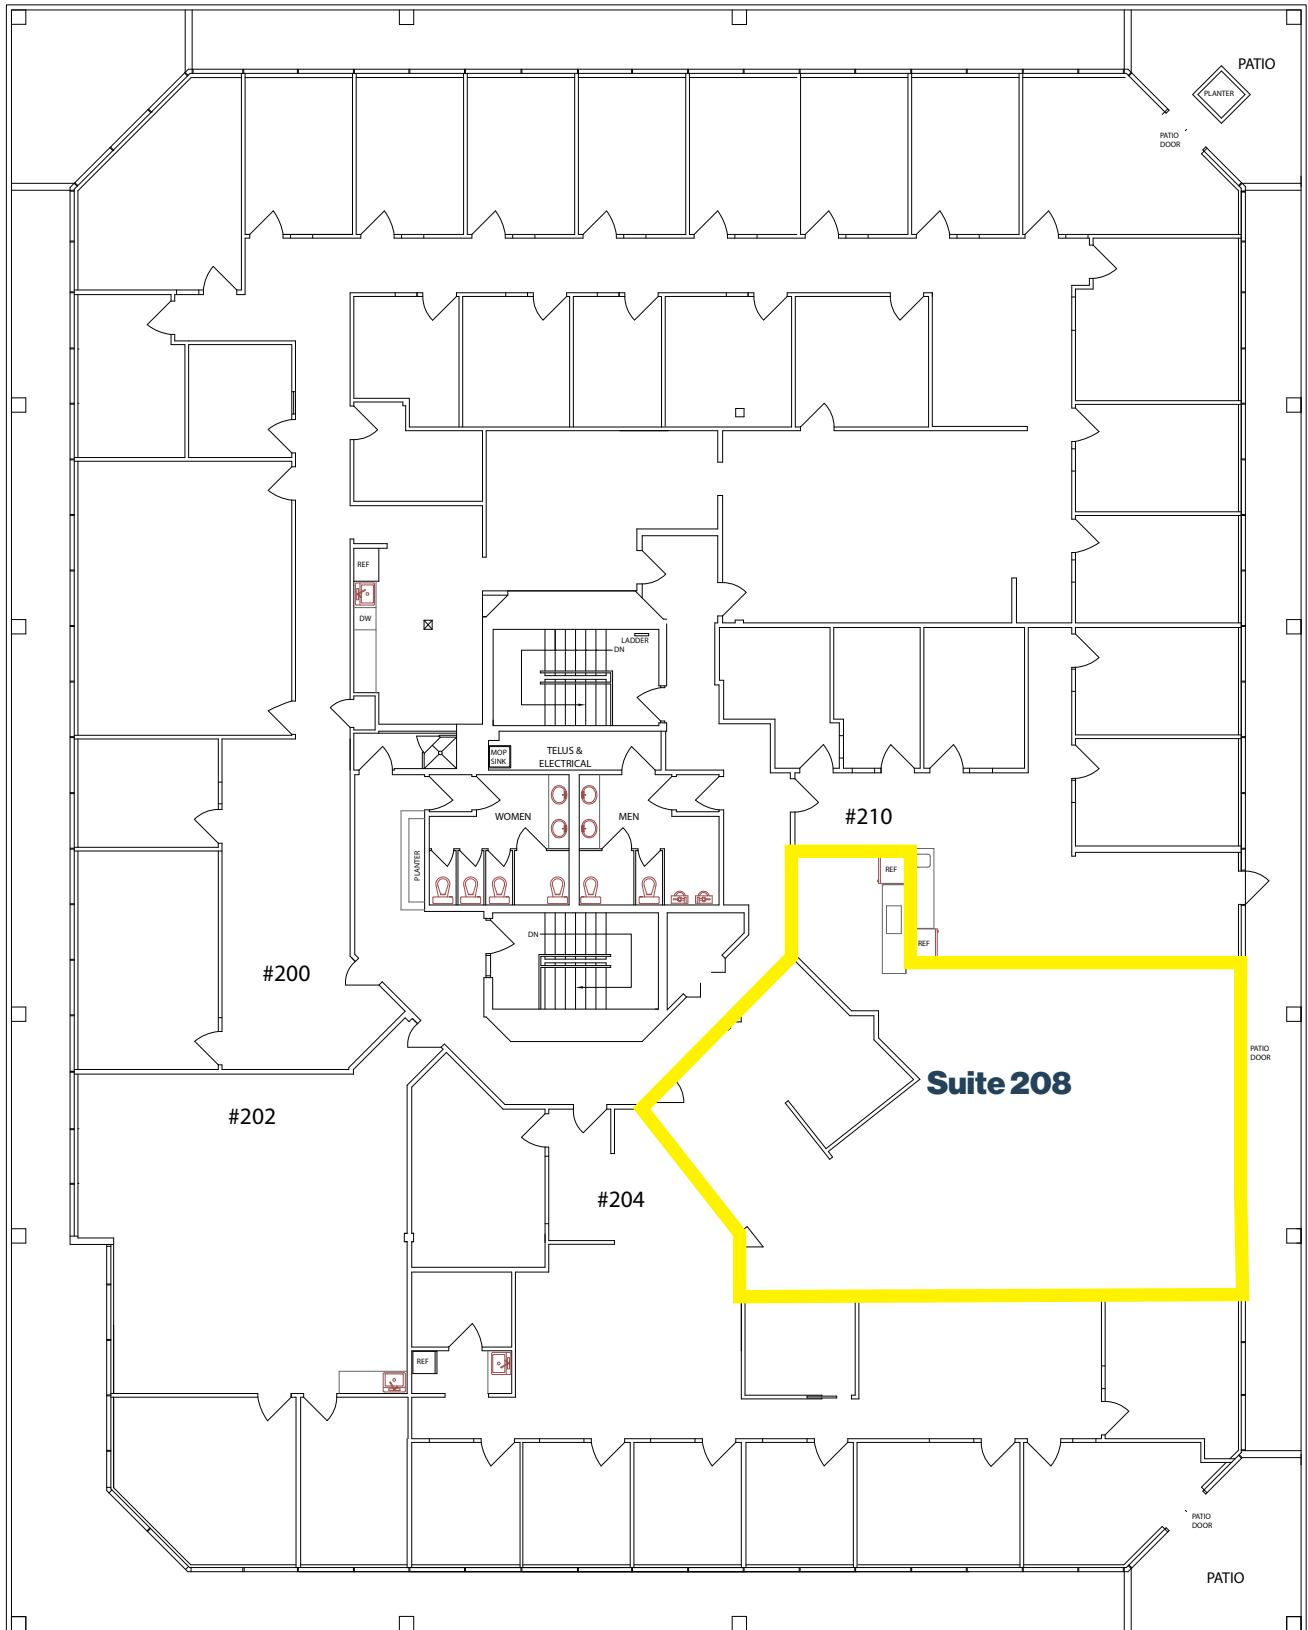 PATIO
PLANTER
PATIO
DOOR
REF
DW
LADDER
DN
MOP
SINK
TELUS &
ELECTRICAL
WOMEN
MEN
#210
PLANTER
REF
DN
REF
#200
PATIO
DOOR
Suite 208
#202
#204
REF
PATIO
DOOR
PATIO